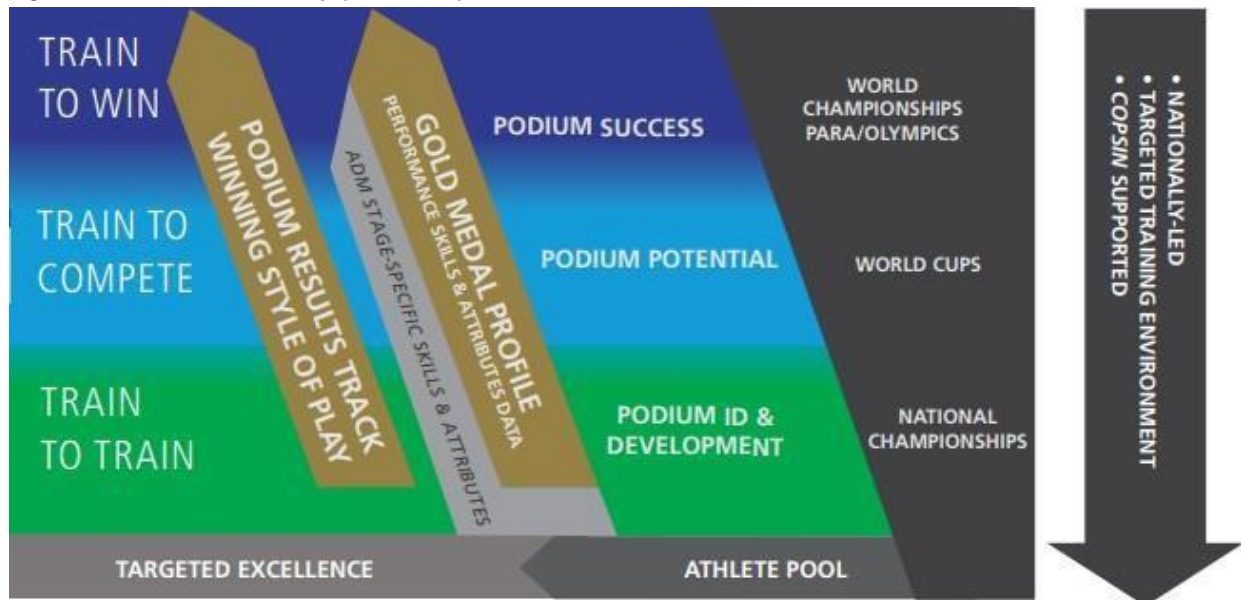 TRAIN
TO WIN
PODIUM RESULTS TRACK
WINNING STYLE OF PLAY
GOLD MEDAL PROFILE
PERFORMANCE SKILLS & ATTRIBUTES DATA
ADM STAGE-SPECIFIC SKILLS & ATTRIBUTES
PODIUM SUCCESS
WORLD
CHAMPIONSHIPS
PARA/OLYMPICS
TRAIN TO
COMPETE
PODIUM POTENTIAL
WORLD CUPS
TRAIN
TO TRAIN
PODIUM ID &
DEVELOPMENT
NATIONAL
CHAMPIONSHIPS
TARGETED EXCELLENCE
ATHLETE POOL
• NATIONALLY-LED
• TARGETED TRAINING ENVIRONMENT
• COPSIN SUPPORTED